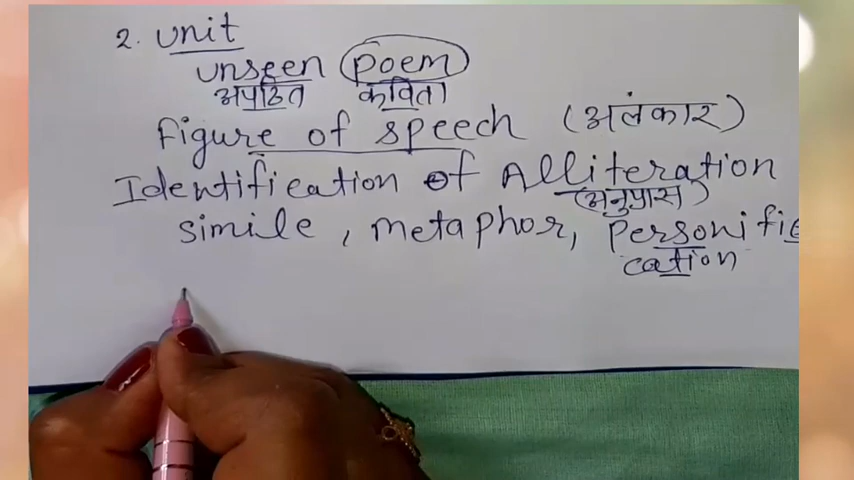 2. Unit
Unseen Poem
अपठित कविता
Figure of speech (अलंकार)
Identification of Alliteration
(अनुप्रास)
simile, metaphor, Personifi
cation